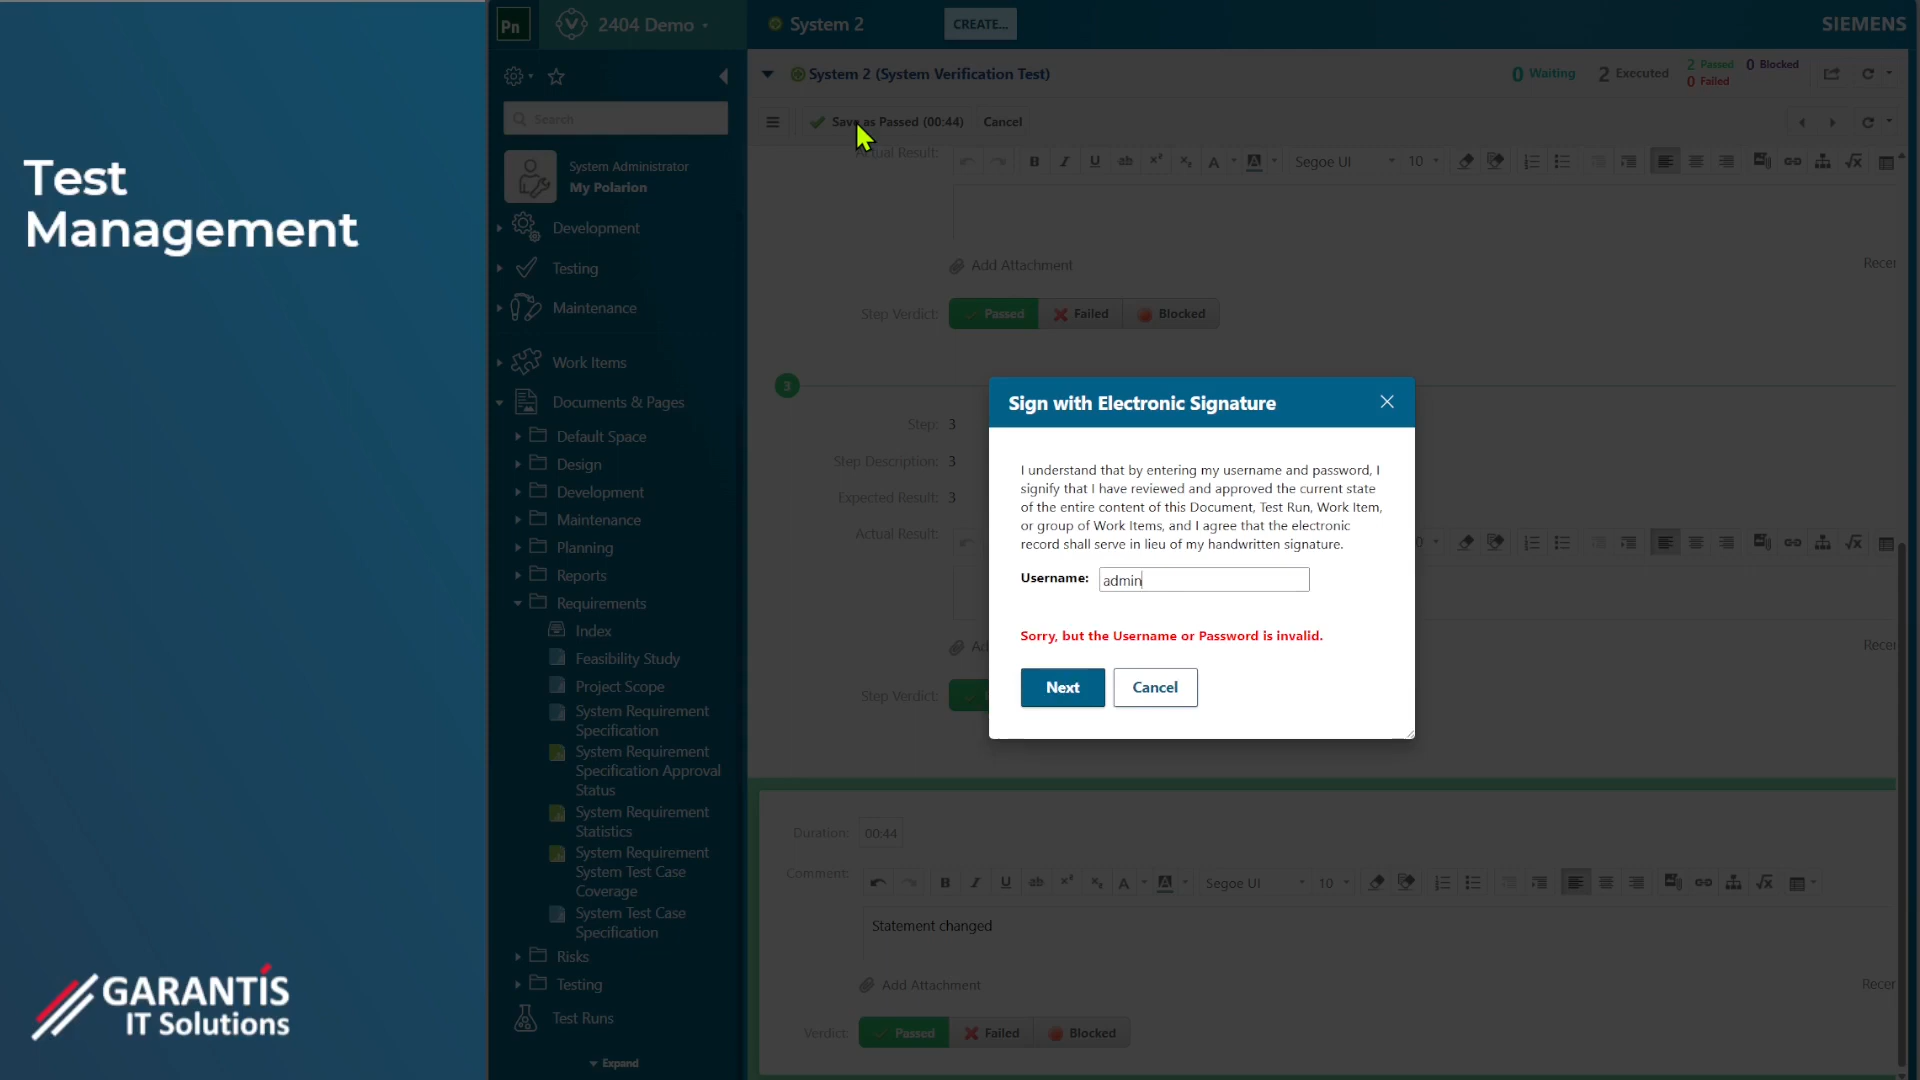 Test
Management
GARANTİS
IT Solutions
Pn
2404 Demo
System 2
CREATE...
SIEMENS
Search
System Administrator
My Polarion
Development
Testing
Maintenance
Work Items
Documents & Pages
Default Space
Design
Development
Maintenance
Planning
Reports
Requirements
Index
Feasibility Study
Project Scope
System Requirement
Specification
System Requirement
Specification Approval
Status
System Requirement
Statistics
System Requirement
System Test Case
Coverage
System Test Case
Specification
Risks
Testing
Test Runs
Expand
System 2 (System Verification Test)
0 Waiting
2 Executed
2 Passed
0 Failed
0 Blocked
Save as Passed (00:44)
Cancel
Actual Result:
Segoe UI
10
Add Attachment
Recer
Step Verdict:
Passed
Failed
Blocked
3
Step: 3
Step Description: 3
Expected Result: 3
Actual Result:
Recer
Step Verdict:
Sign with Electronic Signature
I understand that by entering my username and password, I
signify that I have reviewed and approved the current state
of the entire content of this Document, Test Run, Work Item,
or group of Work Items, and I agree that the electronic
record shall serve in lieu of my handwritten signature.
Username: admin
Sorry, but the Username or Password is invalid.
Next
Cancel
Duration: 00:44
Comment:
Segoe UI
10
Statement changed
Add Attachment
Recer
Verdict:
Passed
Failed
Blocked